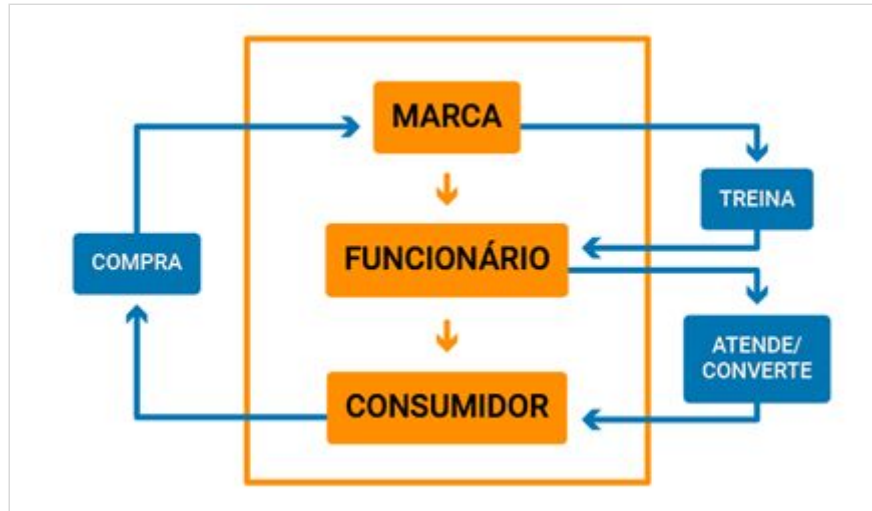 MARCA
TREINA
FUNCIONÁRIO
COMPRA
ATENDE/
CONVERTE
CONSUMIDOR